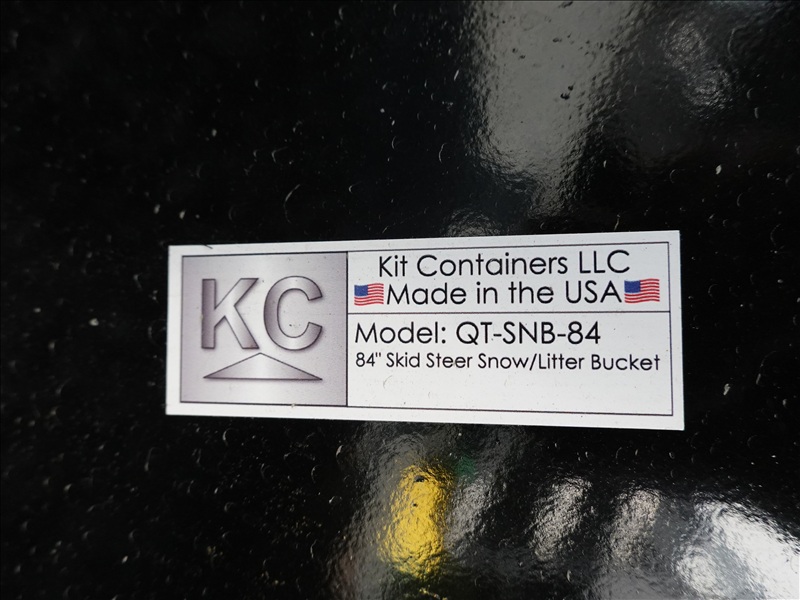 KC
Kit Containers LLC
Made in the USA
Model: QT-SNB-84
84" Skid Steer Snow/Litter Bucket